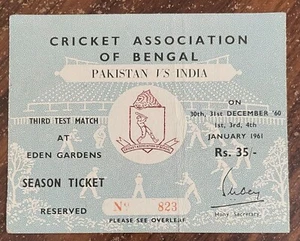 CRICKET ASSOCIATION
OF BENGAL
PAKISTAN VS INDIA
THIRD TEST MATCH
AT
EDEN GARDENS
SEASON TICKET
RESERVED
ON
30th, 31st DECEMBER '60
1st, 3rd, 4th
JANUARY 1961
Rs. 35/-
Hony. Secretary.
No 823
PLEASE SEE OVERLEAF